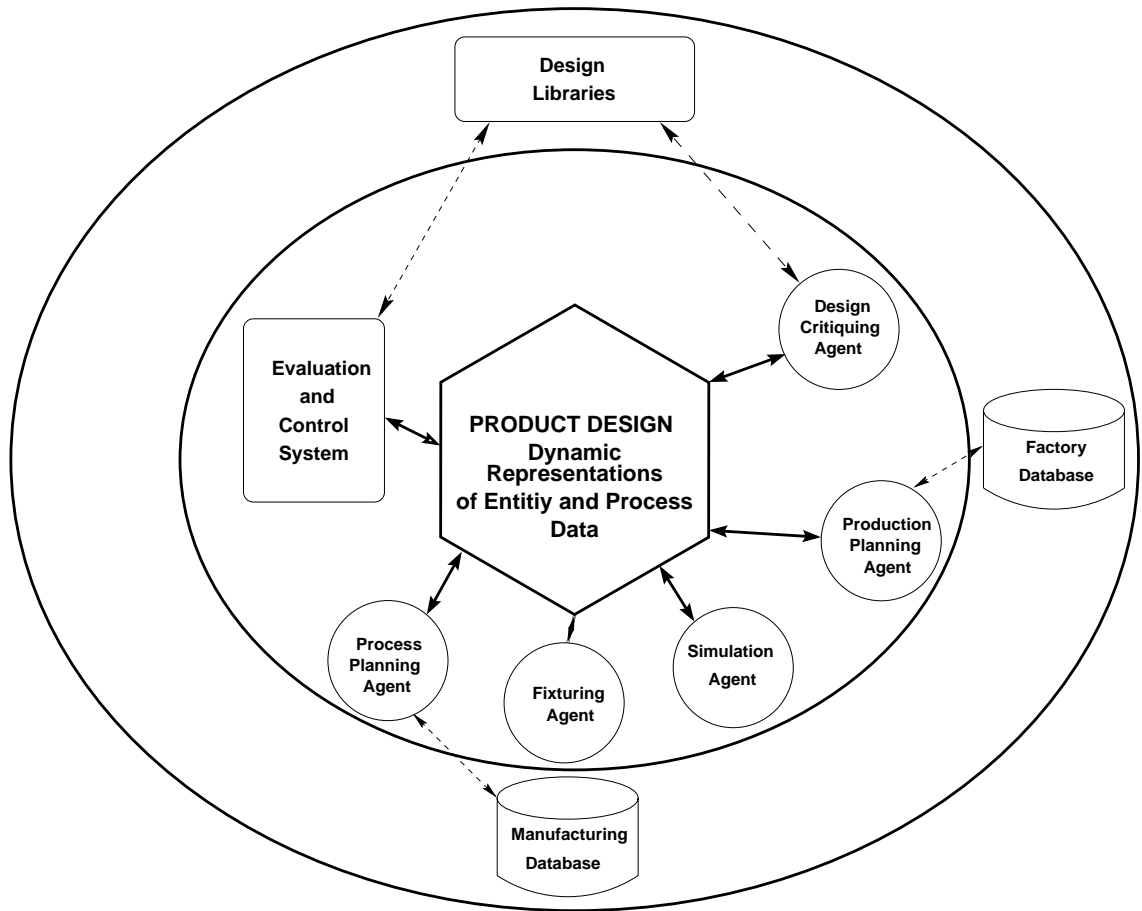 Design
Libraries
Design
Critiquing
Agent
Evaluation
and
Control
System
PRODUCT DESIGN
Dynamic
Representations
of Entitiy and Process
Data
Factory
Database
Production
Planning
Agent
Process
Planning
Agent
Fixturing
Agent
Simulation
Agent
Manufacturing
Database